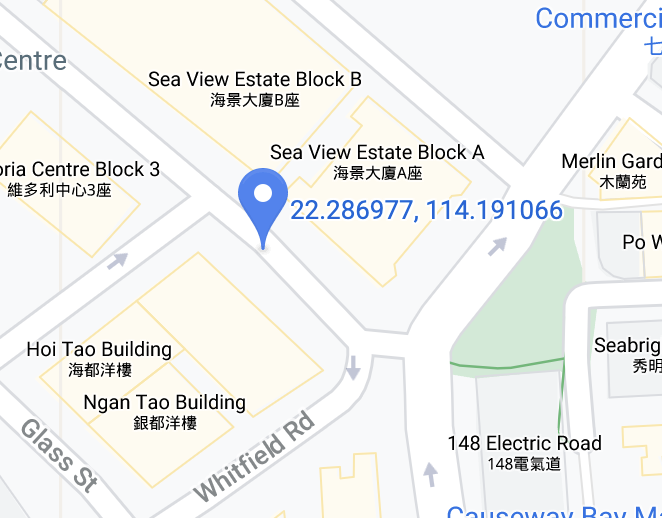 Commerci
七
Centre
Sea View Estate Block B
海景大廈B座
Sea View Estate Block A
海景大廈A座
oria Centre Block 3
維多利中心3座
Merlin Gard
木蘭苑
22.286977, 114.191066
Po W
Hoi Tao Building
海都洋樓
Seabrig
秀明
Ngan Tao Building
銀都洋樓
Glass St
Whitfield Rd
148 Electric Road
148電氣道
Causeway Bay Ma